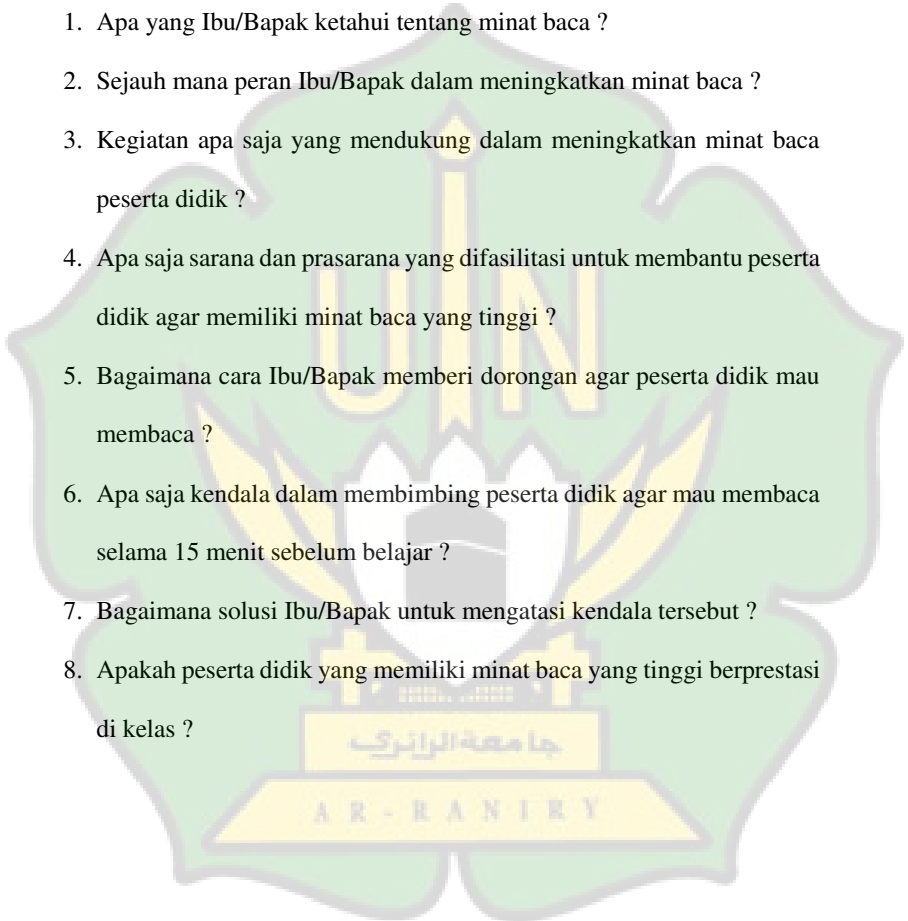 1. Apa yang Ibu/Bapak ketahui tentang minat baca ?
2. Sejauh mana peran Ibu/Bapak dalam meningkatkan minat baca ?
3. Kegiatan apa saja yang mendukung dalam meningkatkan minat baca
peserta didik ?
4. Apa saja sarana dan prasarana yang difasilitasi untuk membantu peserta
didik agar memiliki minat baca yang tinggi ?
5. Bagaimana cara Ibu/Bapak memberi dorongan agar peserta didik mau
membaca ?
6. Apa saja kendala dalam membimbing peserta didik agar mau membaca
selama 15 menit sebelum belajar ?
7. Bagaimana solusi Ibu/Bapak untuk mengatasi kendala tersebut ?
8. Apakah peserta didik yang memiliki minat baca yang tinggi berprestasi
di kelas ?
UIN
جامعة الرانري
AR-RANIRY